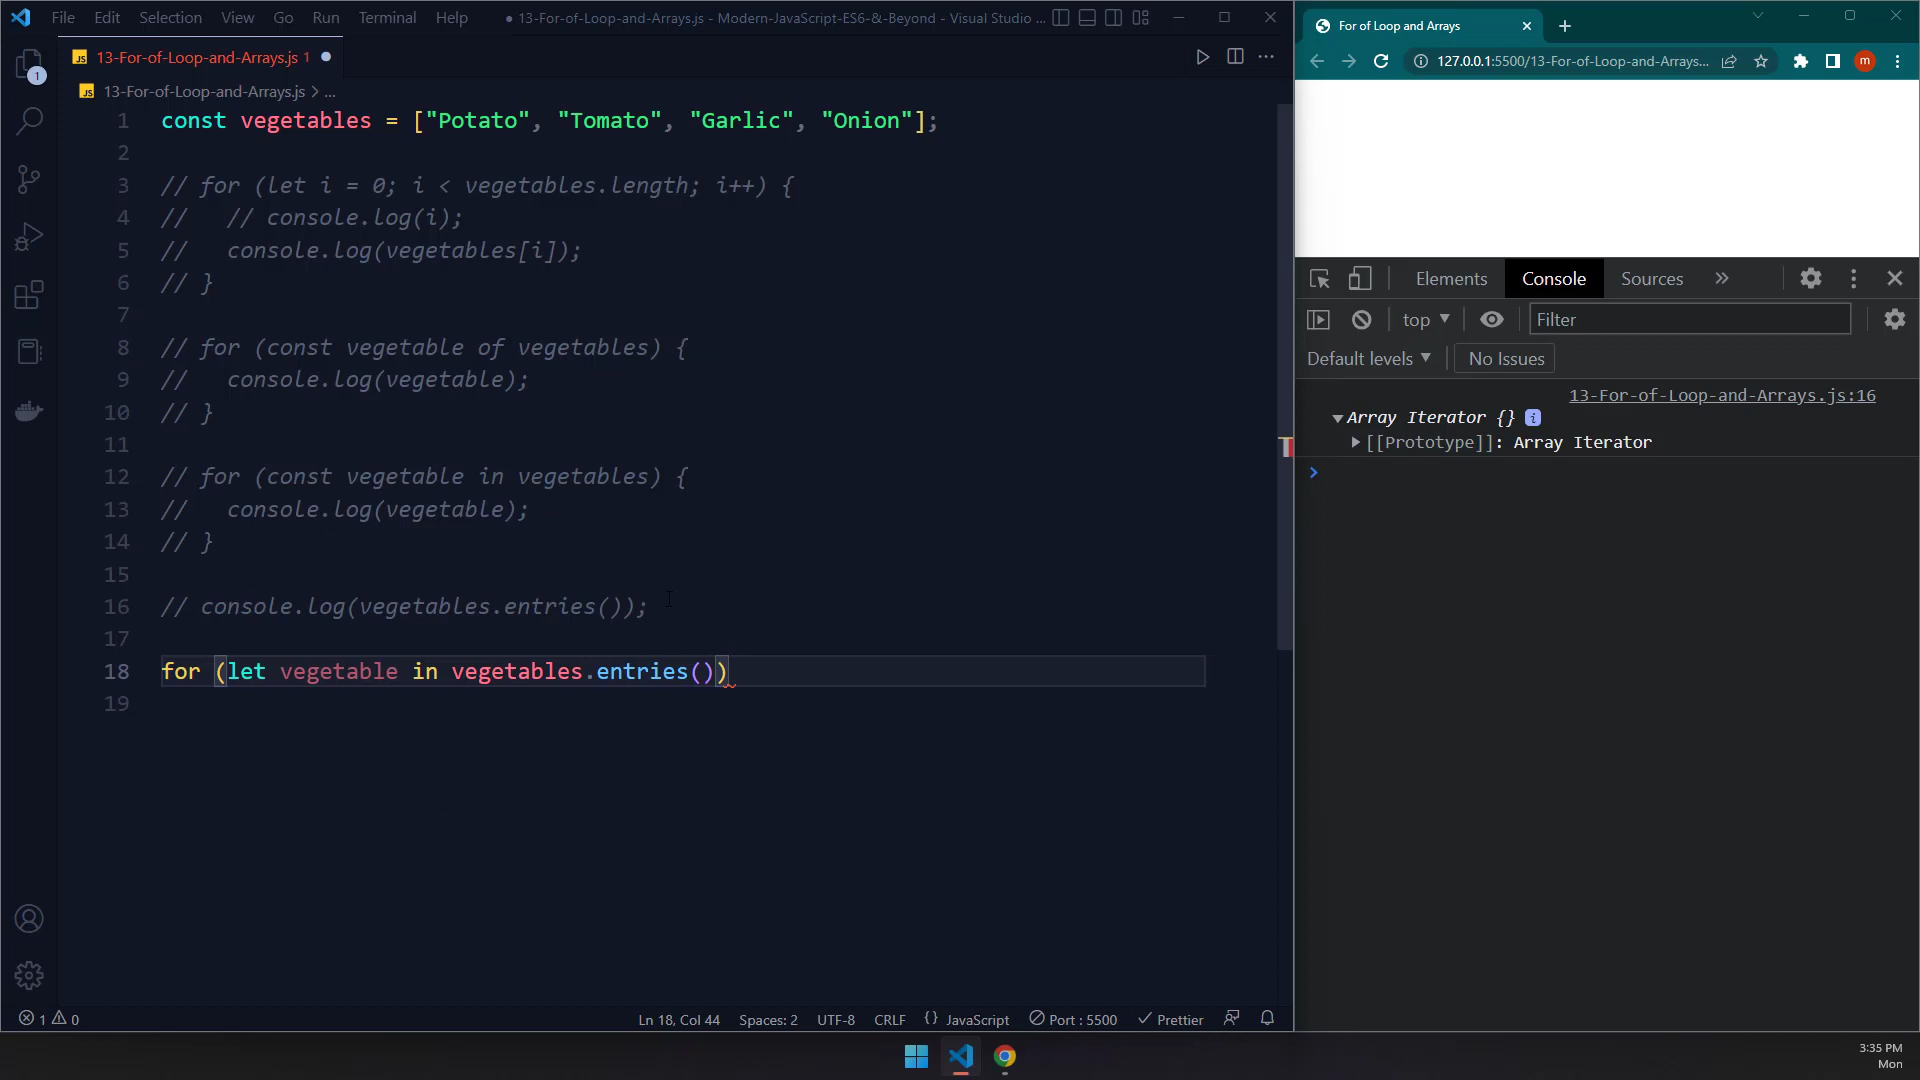 File Edit Selection View Go Run Terminal Help ● 13-For-of-Loop-and-Arrays.js - Modern-JavaScript-ES6-&-Beyond - Visual Studio ...
JS 13-For-of-Loop-and-Arrays.js 1
JS 13-For-of-Loop-and-Arrays.js > ...
1 const vegetables = ["Potato", "Tomato", "Garlic", "Onion"];
2
3 // for (let i = 0; i < vegetables.length; i++) {
4 //   // console.log(i);
5 //   console.log(vegetables[i]);
6 // }
7
8 // for (const vegetable of vegetables) {
9 //   console.log(vegetable);
10 // }
11
12 // for (const vegetable in vegetables) {
13 //   console.log(vegetable);
14 // }
15
16 // console.log(vegetables.entries());
17
18 for (let vegetable in vegetables.entries())
19
1
1 0
Ln 18, Col 44 Spaces: 2 UTF-8 CRLF {} JavaScript Port : 5500 Prettier
For of Loop and Arrays
127.0.0.1:5500/13-For-of-Loop-and-Arrays... m
Elements Console Sources »
top Filter
Default levels No Issues
13-For-of-Loop-and-Arrays.js:16
Array Iterator {} i
[[Prototype]]: Array Iterator
>
3:35 PM
Mon